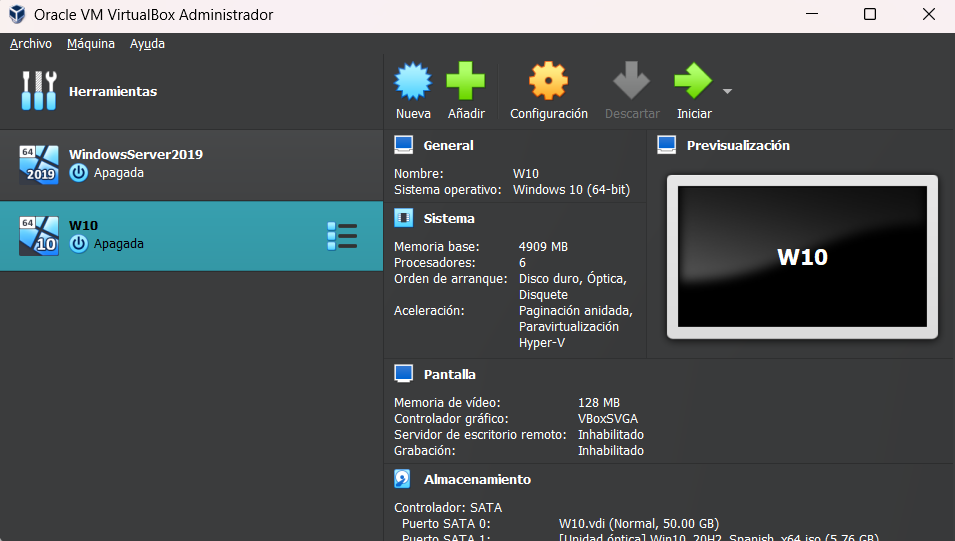 Oracle VM VirtualBox Administrador
Archivo Máquina Ayuda
Herramientas
Nueva Añadir Configuración Descartar Iniciar
64
2019
WindowsServer2019
Apagada
64
10
W10
Apagada
General
Nombre: W10
Sistema operativo: Windows 10 (64-bit)
Previsualización
W10
Sistema
Memoria base: 4909 MB
Procesadores: 6
Orden de arranque: Disco duro, Óptica,
Disquete
Aceleración: Paginación anidada,
Paravirtualización
Hyper-V
Pantalla
Memoria de vídeo: 128 MB
Controlador gráfico: VBoxSVGA
Servidor de escritorio remoto: Inhabilitado
Grabación: Inhabilitado
Almacenamiento
Controlador: SATA
Puerto SATA 0: W10.vdi (Normal, 50.00 GB)
Puerto SATA 1: [Unidad óptica] Win10_20H2_Spanish_x64.iso (5.76 GB)